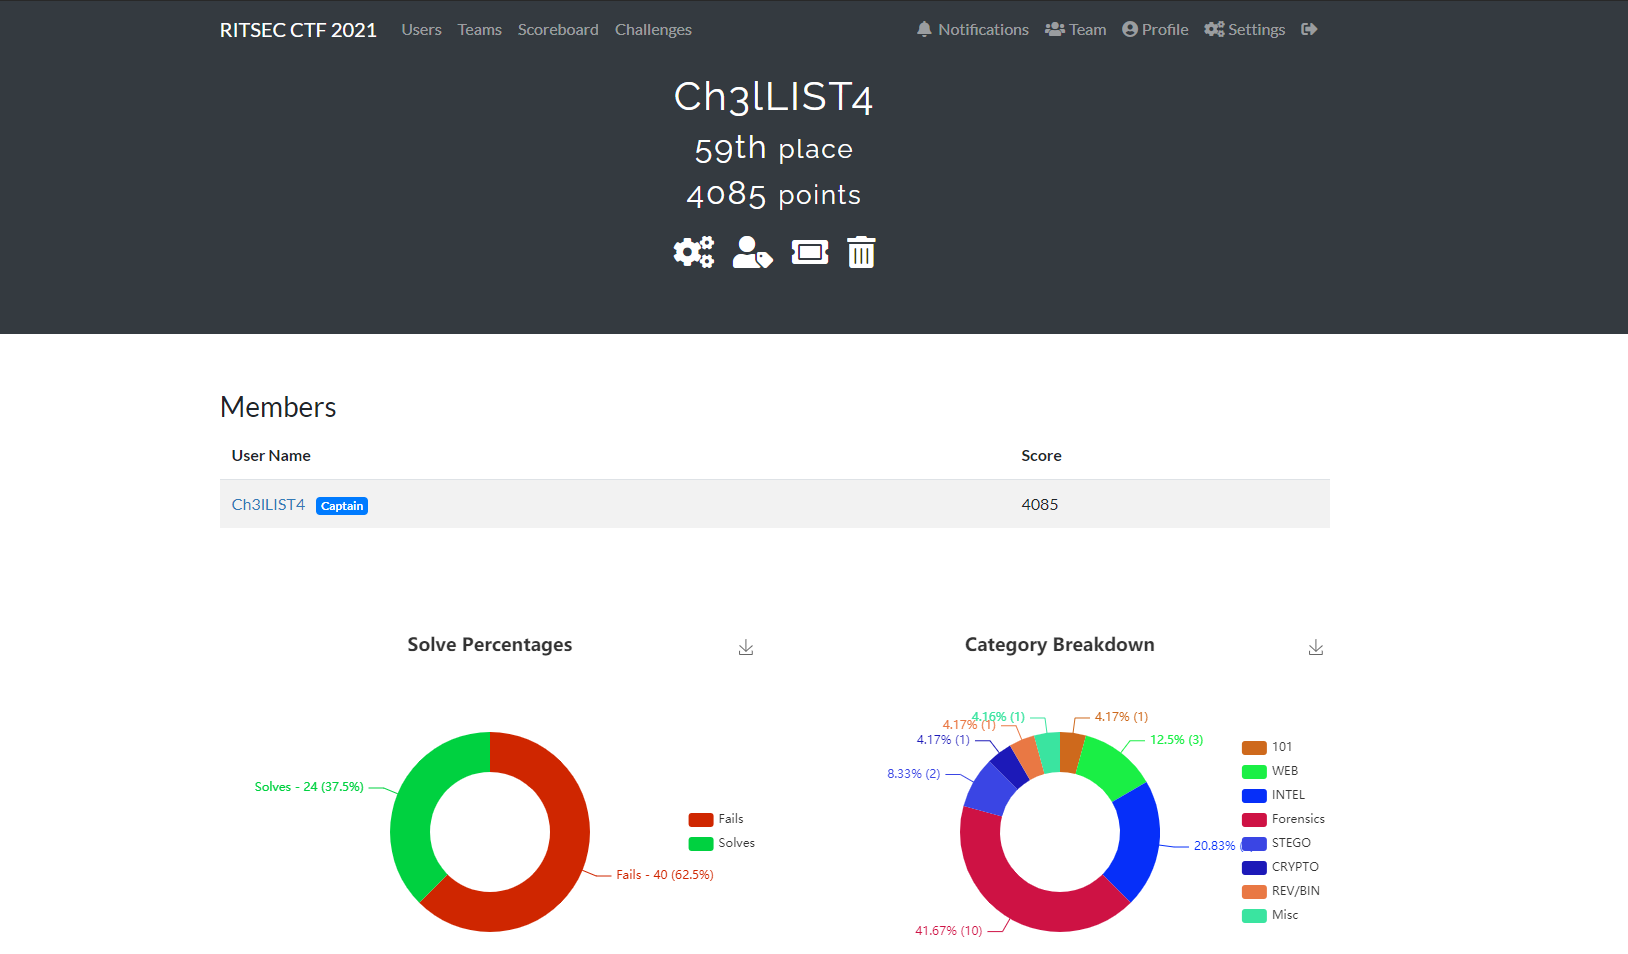 RITSEC CTF 2021 Users Teams Scoreboard Challenges Notifications Team Profile Settings
Ch3lLIST4
59th place
4085 points
Members
User Name Score
Ch3lLIST4 Captain 4085
Solve Percentages
Solves - 24 (37.5%)
Fails - 40 (62.5%)
Fails
Solves
Category Breakdown
4.16% (1)
4.17% (1)
4.17% (1)
4.17% (1)
12.5% (3)
8.33% (2)
20.83%
41.67% (10)
101
WEB
INTEL
Forensics
STEGO
CRYPTO
REV/BIN
Misc